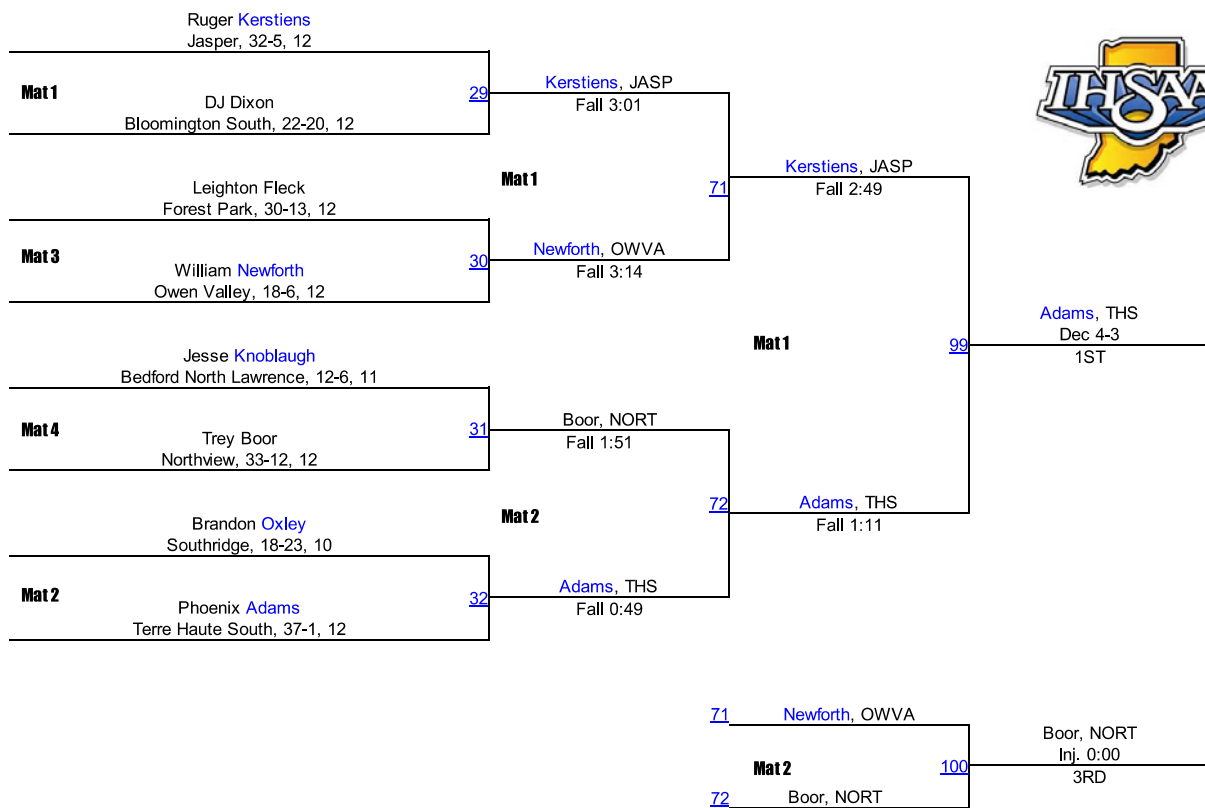 Ruger Kerstiens
Jasper, 32-5, 12
Mat 1
DJ Dixon
Bloomington South, 22-20, 12
29
Kerstiens, JASP
Fall 3:01
Leighton Fleck
Forest Park, 30-13, 12
Mat 3
William Newforth
Owen Valley, 18-6, 12
30
Newforth, OWVA
Fall 3:14
Mat 1
71
Kerstiens, JASP
Fall 2:49
Jesse Knoblaugh
Bedford North Lawrence, 12-6, 11
Mat 4
Trey Boor
Northview, 33-12, 12
31
Boor, NORT
Fall 1:51
Brandon Oxley
Southridge, 18-23, 10
Mat 2
Phoenix Adams
Terre Haute South, 37-1, 12
32
Adams, THS
Fall 0:49
Mat 2
72
Adams, THS
Fall 1:11
Mat 1
99
Adams, THS
Dec 4-3
1ST
71
Newforth, OWVA
Mat 2
72
Boor, NORT
100
Boor, NORT
Inj. 0:00
3RD
IHSAA